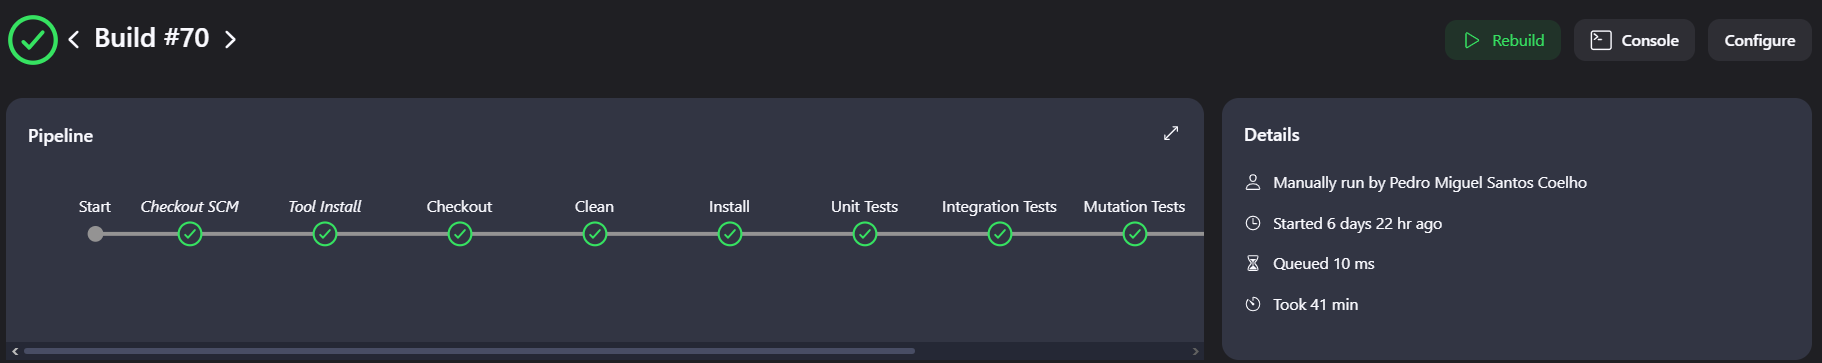 Build #70
Rebuild
Console
Configure
Pipeline
Start
Checkout SCM
Tool Install
Checkout
Clean
Install
Unit Tests
Integration Tests
Mutation Tests
Details
Manually run by Pedro Miguel Santos Coelho
Started 6 days 22 hr ago
Queued 10 ms
Took 41 min